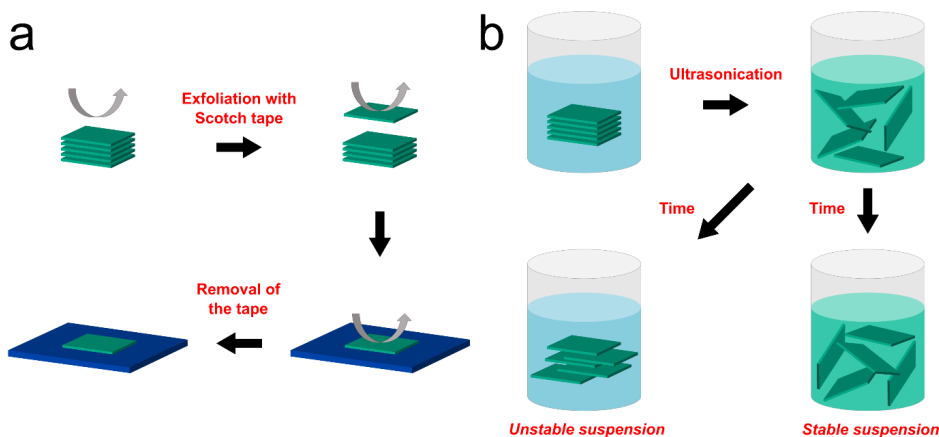 a
Exfoliation with
Scotch tape
Removal of
the tape
b
Ultrasonication
Time
Time
Unstable suspension
Stable suspension